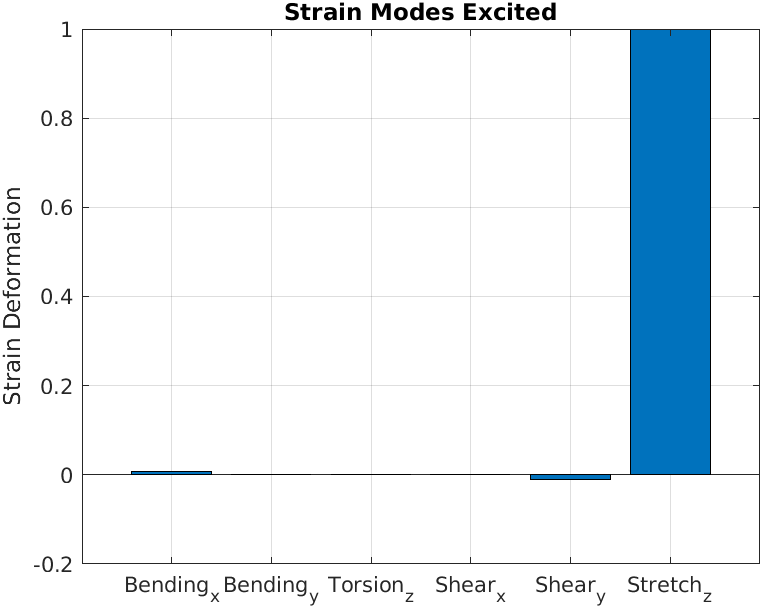 Strain Modes Excited
Strain Deformation
1
0.8
0.6
0.4
0.2
0
-0.2
Bending_x Bending_y Torsion_z Shear_x Shear_y Stretch_z